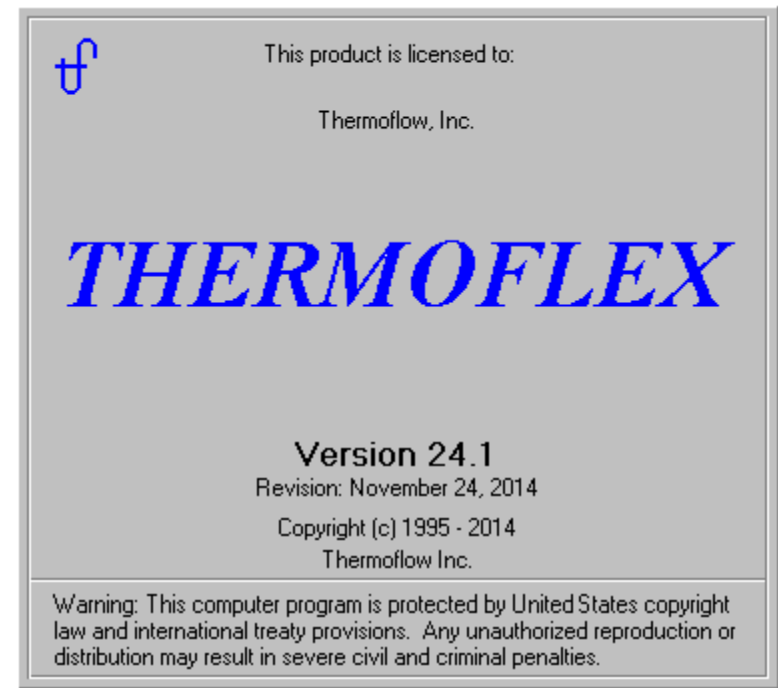 tf
This product is licensed to:
Thermoflow, Inc.
THERMOFLEX
Version 24.1
Revision: November 24, 2014
Copyright (c) 1995 - 2014
Thermoflow Inc.
Warning: This computer program is protected by United States copyright
law and international treaty provisions.  Any unauthorized reproduction or
distribution may result in severe civil and criminal penalties.